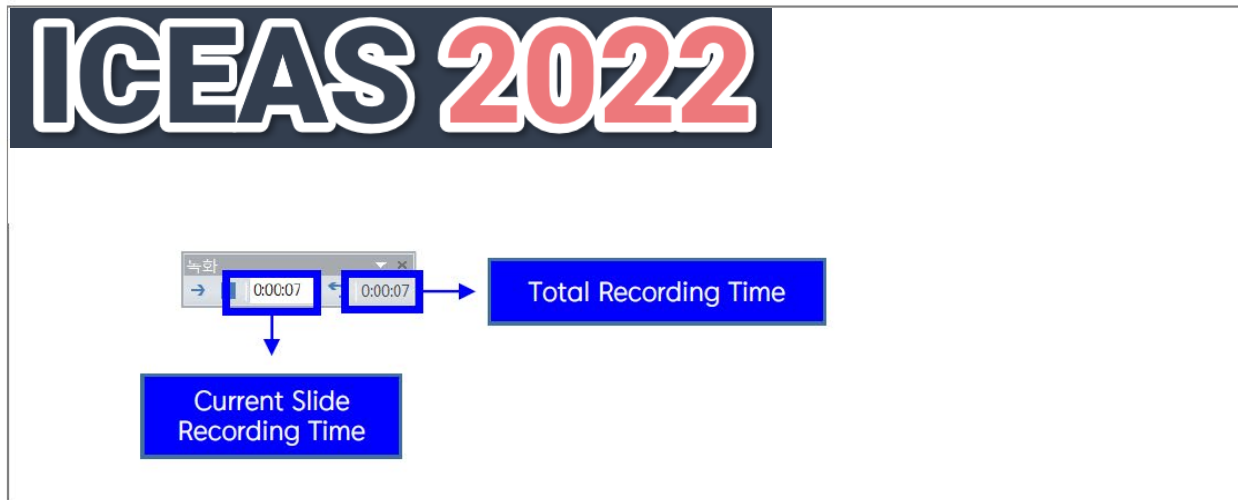 ICEAS 2022
녹화
0:00:07 0:00:07
Total Recording Time
Current Slide
Recording Time